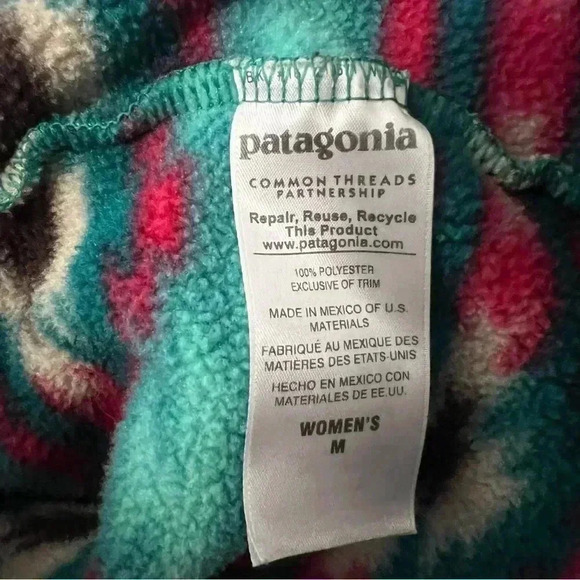 patagonia
COMMON THREADS
PARTNERSHIP
Repair, Reuse, Recycle
This Product
www.patagonia.com
100% POLYESTER
EXCLUSIVE OF TRIM
MADE IN MEXICO OF U.S.
MATERIALS
FABRIQUÉ AU MEXIQUE DES
MATIÈRES DES ETATS-UNIS
HECHO EN MEXICO CON
MATERIALES DE EE.UU.
WOMEN'S
M